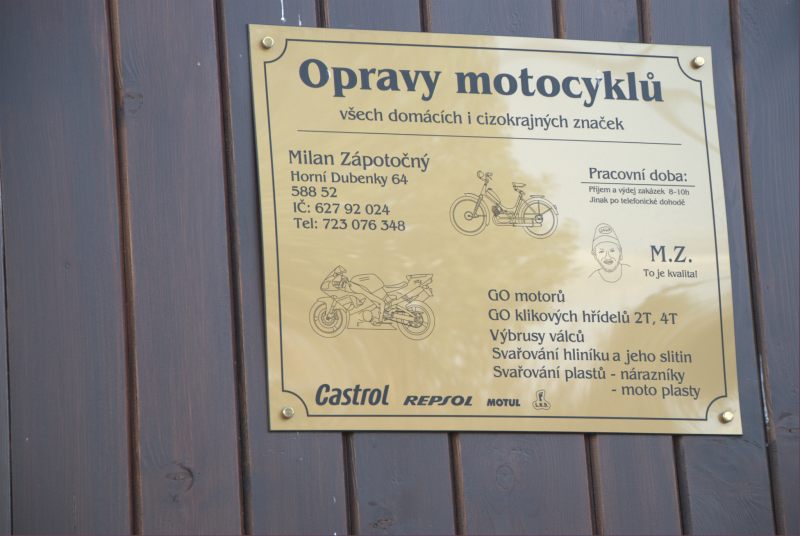 Opravy motocyklů
všech domácích i cizokrajných značek
Milan Zápotočný
Horní Dubenky 64
588 52
IČ: 627 92 024
Tel: 723 076 348
Pracovní doba:
Příjem a výdej zakázek 8-10h
Jinak po telefonické dohodě
M.Z.
To je kvalita!
GO motorů
GO klikových hřídelů 2T, 4T
Výbrusy válců
Svařování hliníku a jeho slitin
Svařování plastů - nárazníky
- moto plasty
Castrol REPSOL MOTUL